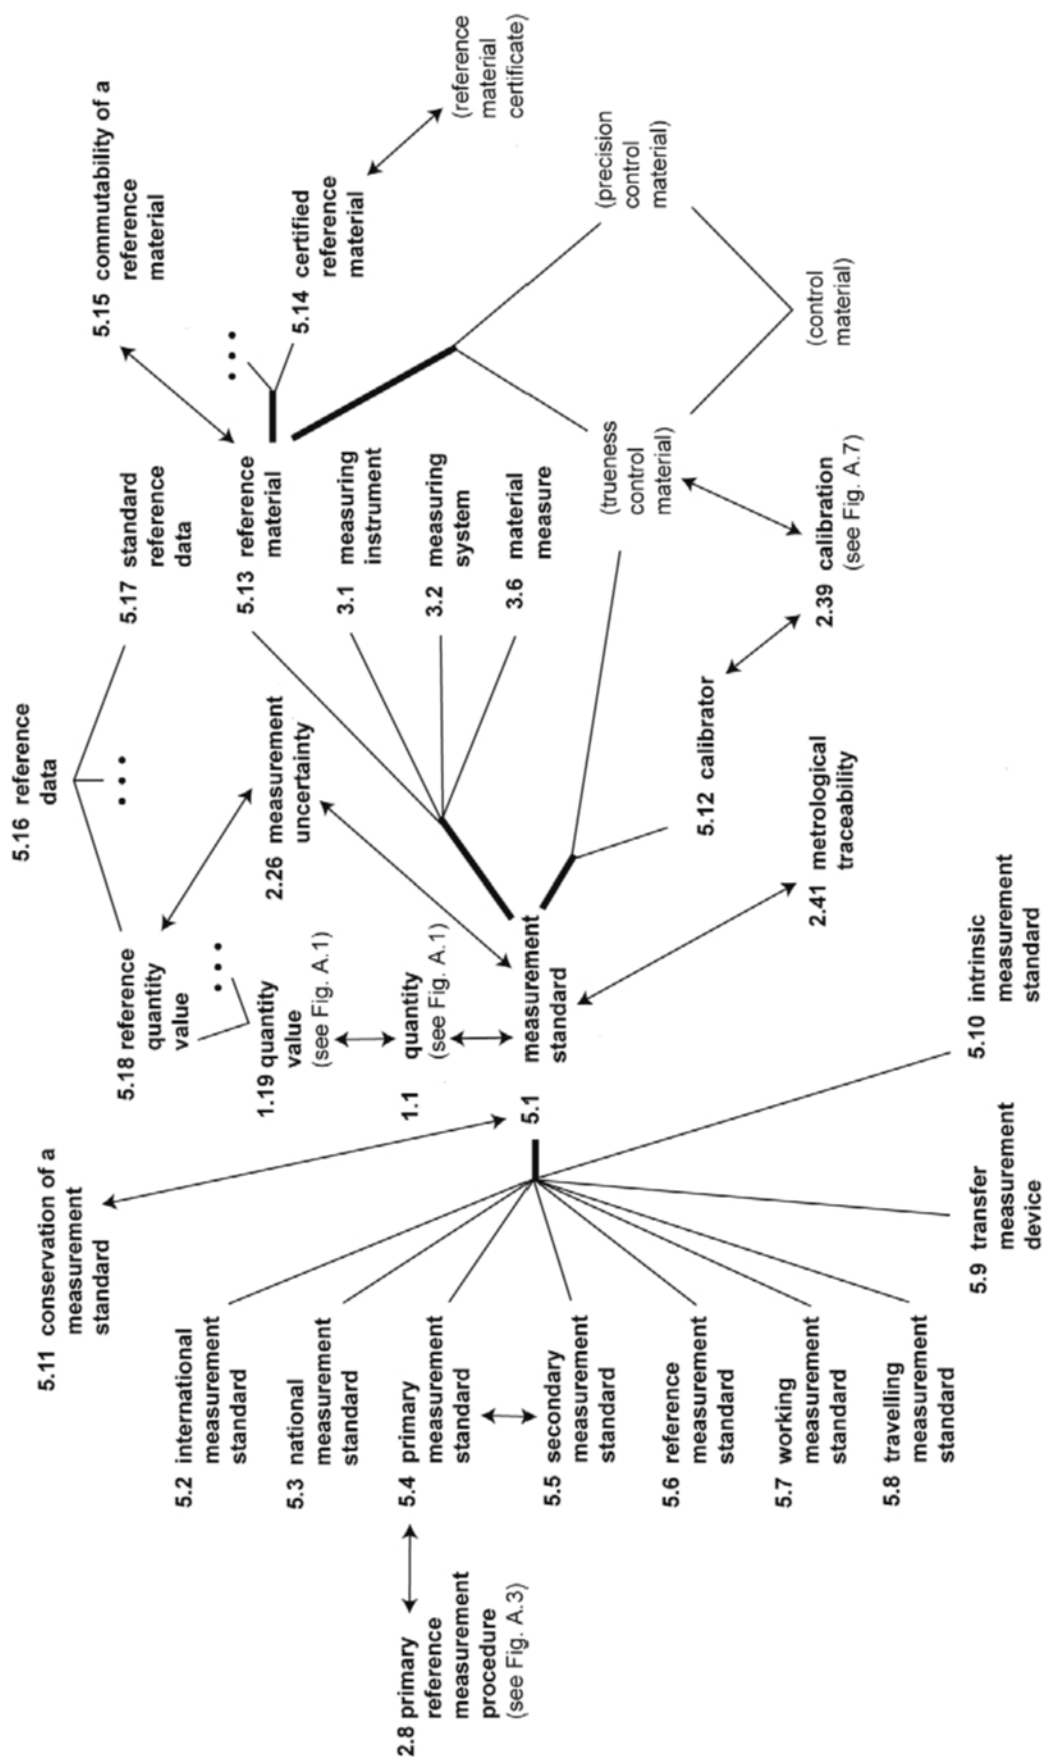 5.16 reference
data
5.11 conservation of a
measurement
standard
5.18 reference
quantity
value
...
...
5.17 standard
reference
data
5.15 commutability of a
reference
material
5.2 international
measurement
standard
1.19 quantity
value
(see Fig. A.1)
2.26 measurement
uncertainty
5.13 reference
material
...
5.14 certified
reference
material
(reference
material
certificate)
5.3 national
measurement
standard
3.1 measuring
instrument
2.8 primary
reference
measurement
procedure
(see Fig. A.3)
5.4 primary
measurement
standard
1.1 quantity
(see Fig. A.1)
3.2 measuring
system
3.6 material
measure
5.5 secondary
measurement
standard
5.1 measurement
standard
(trueness
control
material)
(precision
control
material)
5.6 reference
measurement
standard
5.12 calibrator
5.7 working
measurement
standard
2.41 metrological
traceability
2.39 calibration
(see Fig. A.7)
(control
material)
5.8 travelling
measurement
standard
5.9 transfer
measurement
device
5.10 intrinsic
measurement
standard